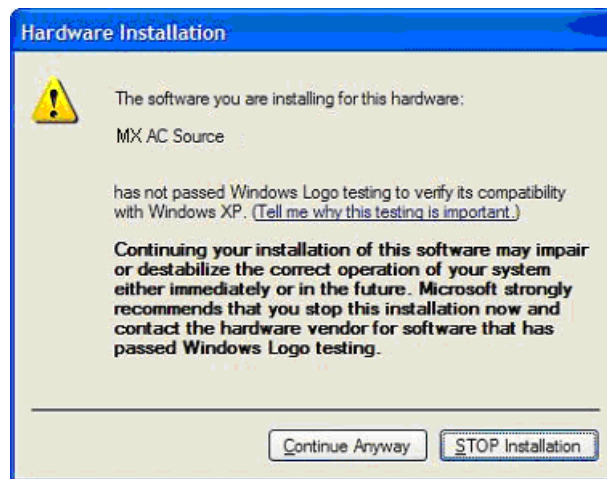 Hardware Installation
The software you are installing for this hardware:
MX AC Source
has not passed Windows Logo testing to verify its compatibility
with Windows XP. (Tell me why this testing is important.)
Continuing your installation of this software may impair
or destabilize the correct operation of your system
either immediately or in the future. Microsoft strongly
recommends that you stop this installation now and
contact the hardware vendor for software that has
passed Windows Logo testing.
Continue Anyway
STOP Installation